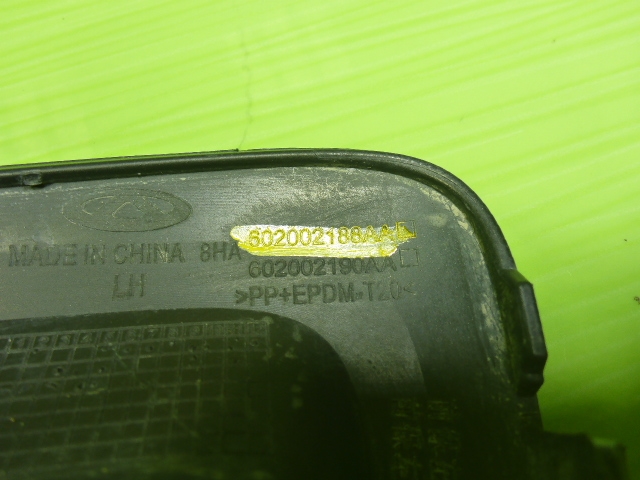 602002188AA
MADE IN CHINA 8HA
602002190AA
LH
>PP+EPDM-T20<